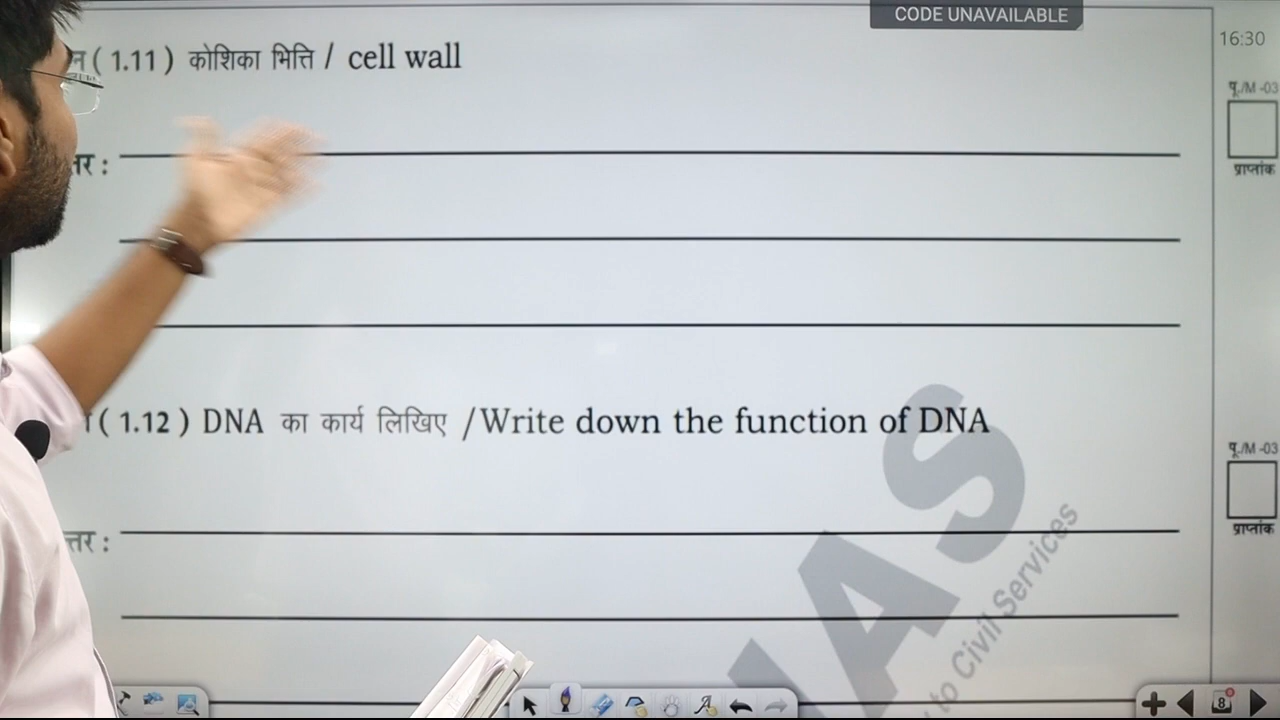 CODE UNAVAILABLE
16:30
( 1.11 ) कोशिका भित्ति / cell wall
पू./M -03
प्राप्तांक
( 1.12 ) DNA का कार्य लिखिए /Write down the function of DNA
पू./M -03
प्राप्तांक
to Civil Services
8